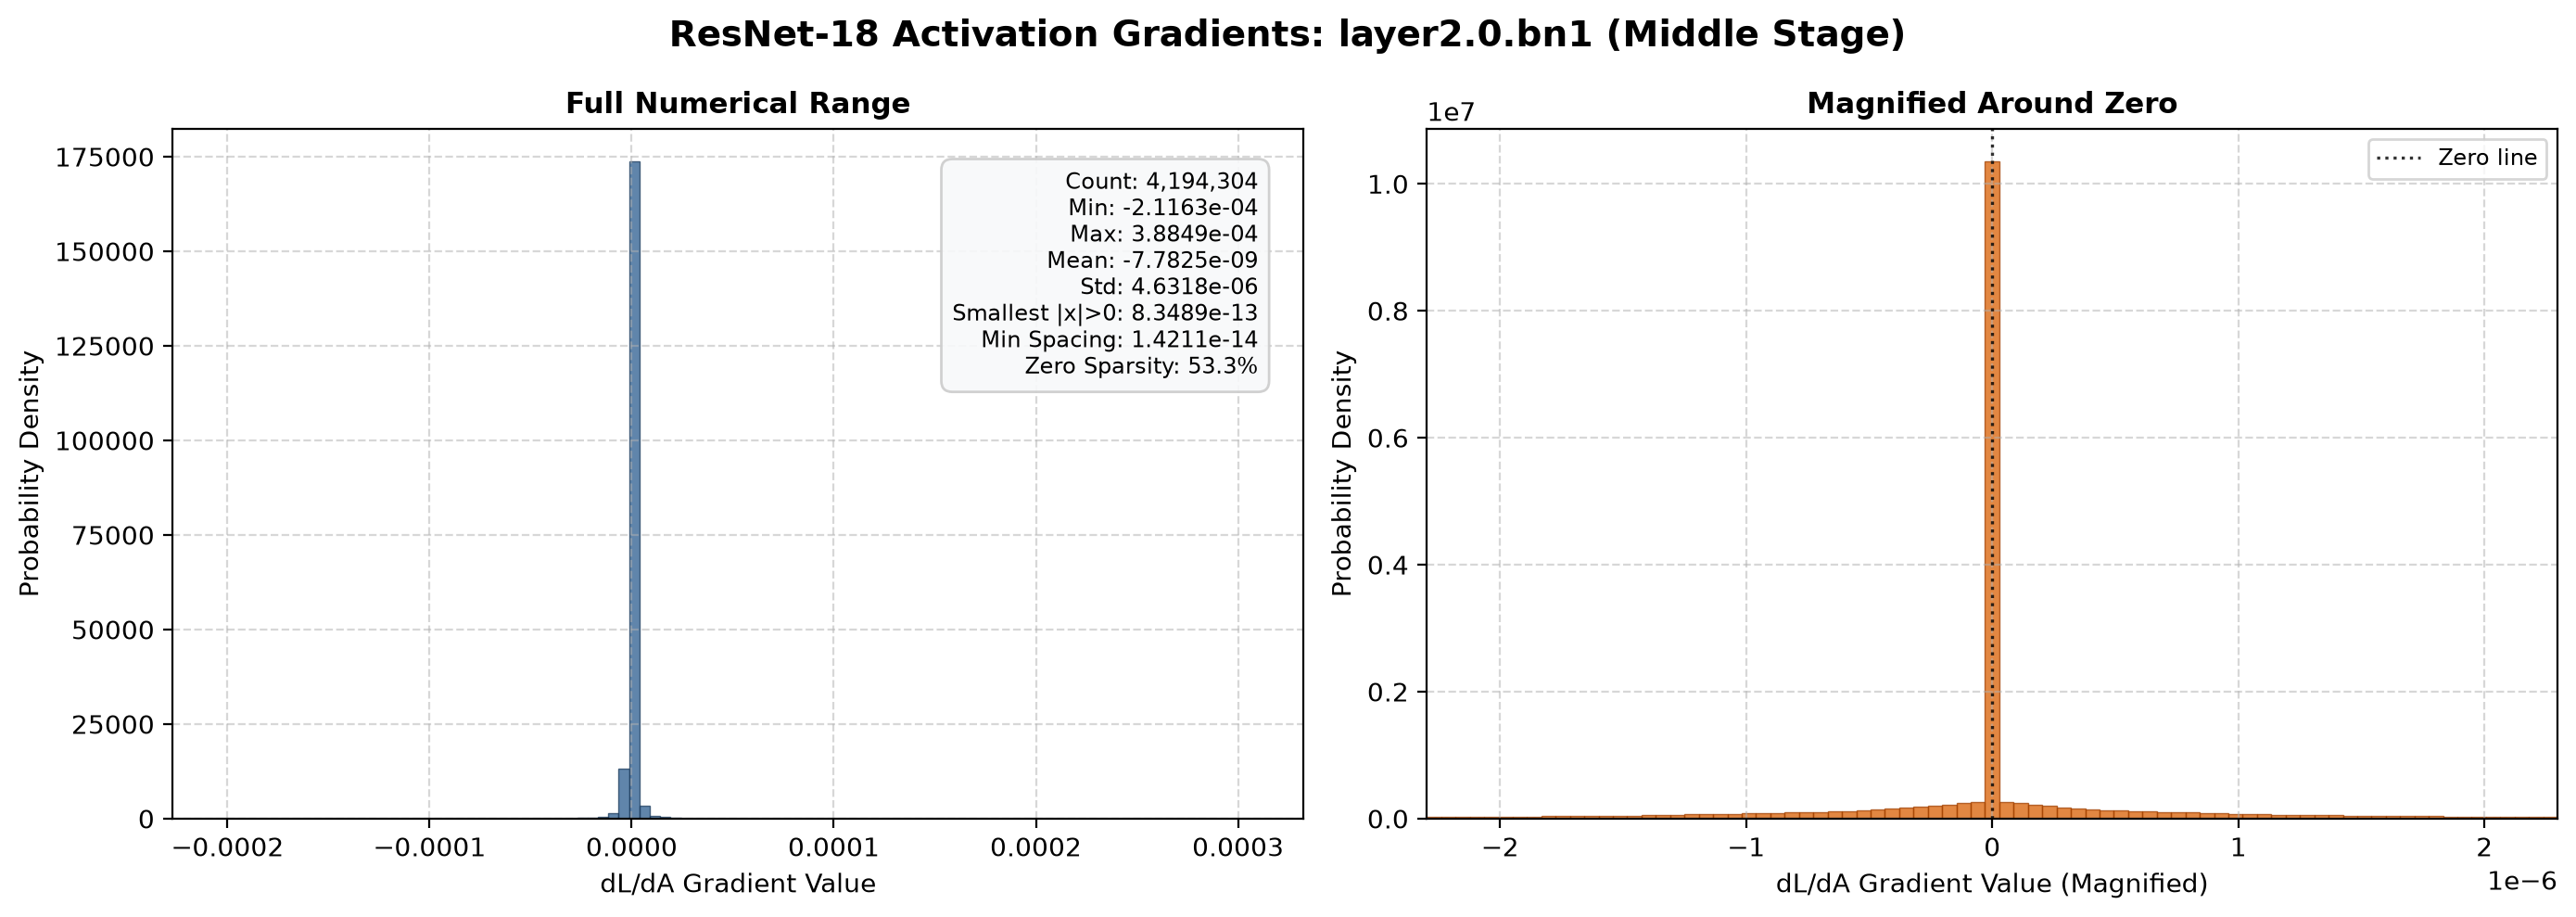 ResNet-18 Activation Gradients: layer2.0.bn1 (Middle Stage)
Full Numerical Range
Probability Density
175000
150000
125000
100000
75000
50000
25000
0
−0.0002
−0.0001
0.0000
0.0001
0.0002
0.0003
dL/dA Gradient Value
Count: 4,194,304
Min: -2.1163e-04
Max: 3.8849e-04
Mean: -7.7825e-09
Std: 4.6318e-06
Smallest |x|>0: 8.3489e-13
Min Spacing: 1.4211e-14
Zero Sparsity: 53.3%
Magnified Around Zero
1e7
Probability Density
1.0
0.8
0.6
0.4
0.2
0.0
−2
−1
0
1
2
1e−6
dL/dA Gradient Value (Magnified)
Zero line